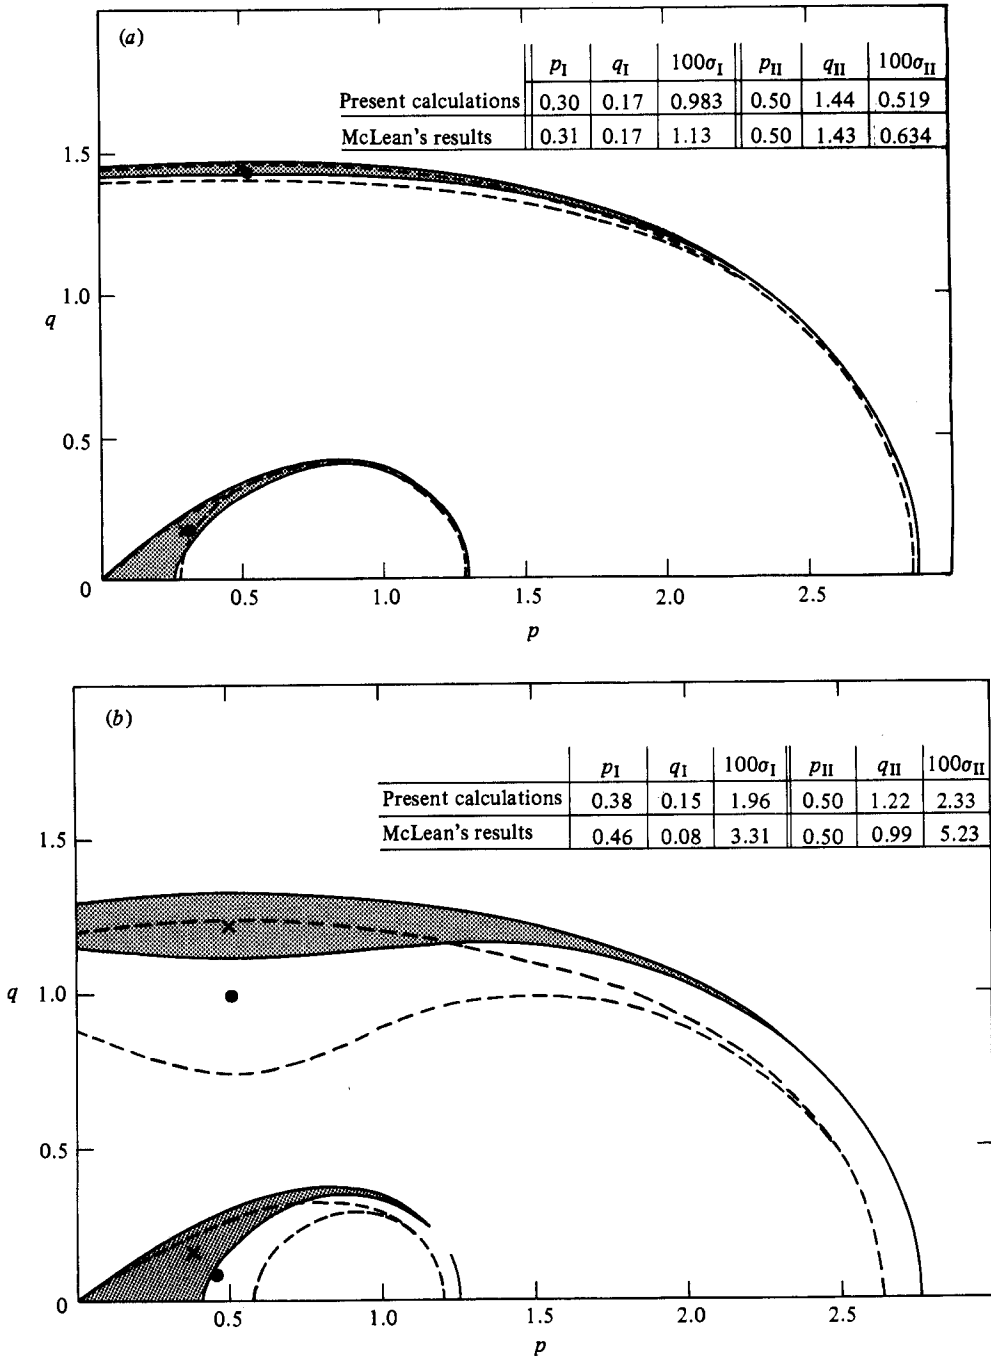 (a)
p_I q_I 100σ_I p_II q_II 100σ_II
Present calculations 0.30 0.17 0.983 0.50 1.44 0.519
McLean's results 0.31 0.17 1.13 0.50 1.43 0.634
1.5
1.0
q
0.5
0
0.5 1.0 1.5 2.0 2.5
p
(b)
p_I q_I 100σ_I p_II q_II 100σ_II
Present calculations 0.38 0.15 1.96 0.50 1.22 2.33
McLean's results 0.46 0.08 3.31 0.50 0.99 5.23
1.5
q 1.0
0.5
0
0.5 1.0 1.5 2.0 2.5
p